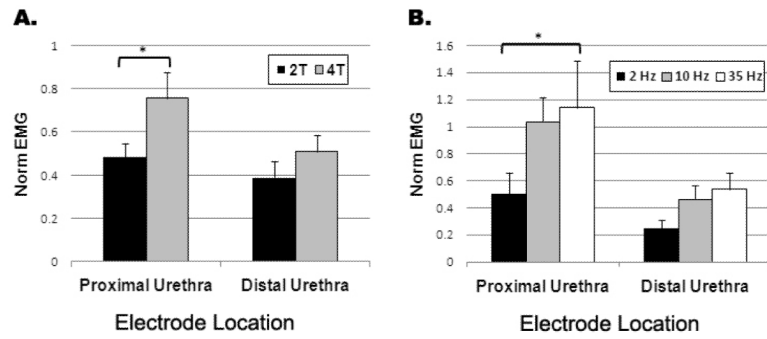 A.
1
0.8
0.6
0.4
0.2
0
Norm EMG
*
2T 4T
Proximal Urethra Distal Urethra
Electrode Location
B.
1.6
1.4
1.2
1
0.8
0.6
0.4
0.2
0
Norm EMG
*
2 Hz 10 Hz 35 Hz
Proximal Urethra Distal Urethra
Electrode Location